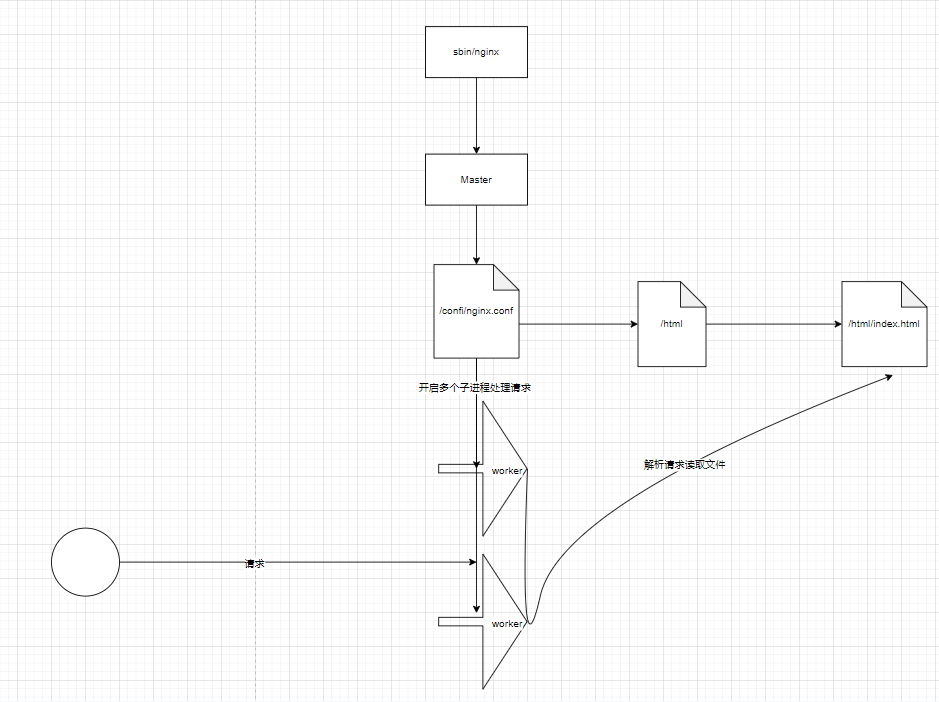 sbin/nginx
Master
/confi/nginx.conf
/html
/html/index.html
开启多个子进程处理请求
解析请求读取文件
worker
请求
worker